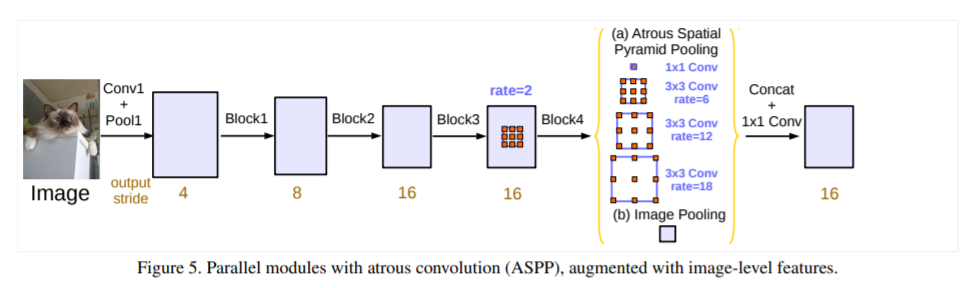 (a) Atrous Spatial
Pyramid Pooling
1x1 Conv
3x3 Conv
rate=6
3x3 Conv
rate=12
3x3 Conv
rate=18
(b) Image Pooling
Conv1
+
Pool1
Block1
Block2
Block3
rate=2
Block4
Concat
+
1x1 Conv
Image
output
stride
4
8
16
16
16
Figure 5. Parallel modules with atrous convolution (ASPP), augmented with image-level features.